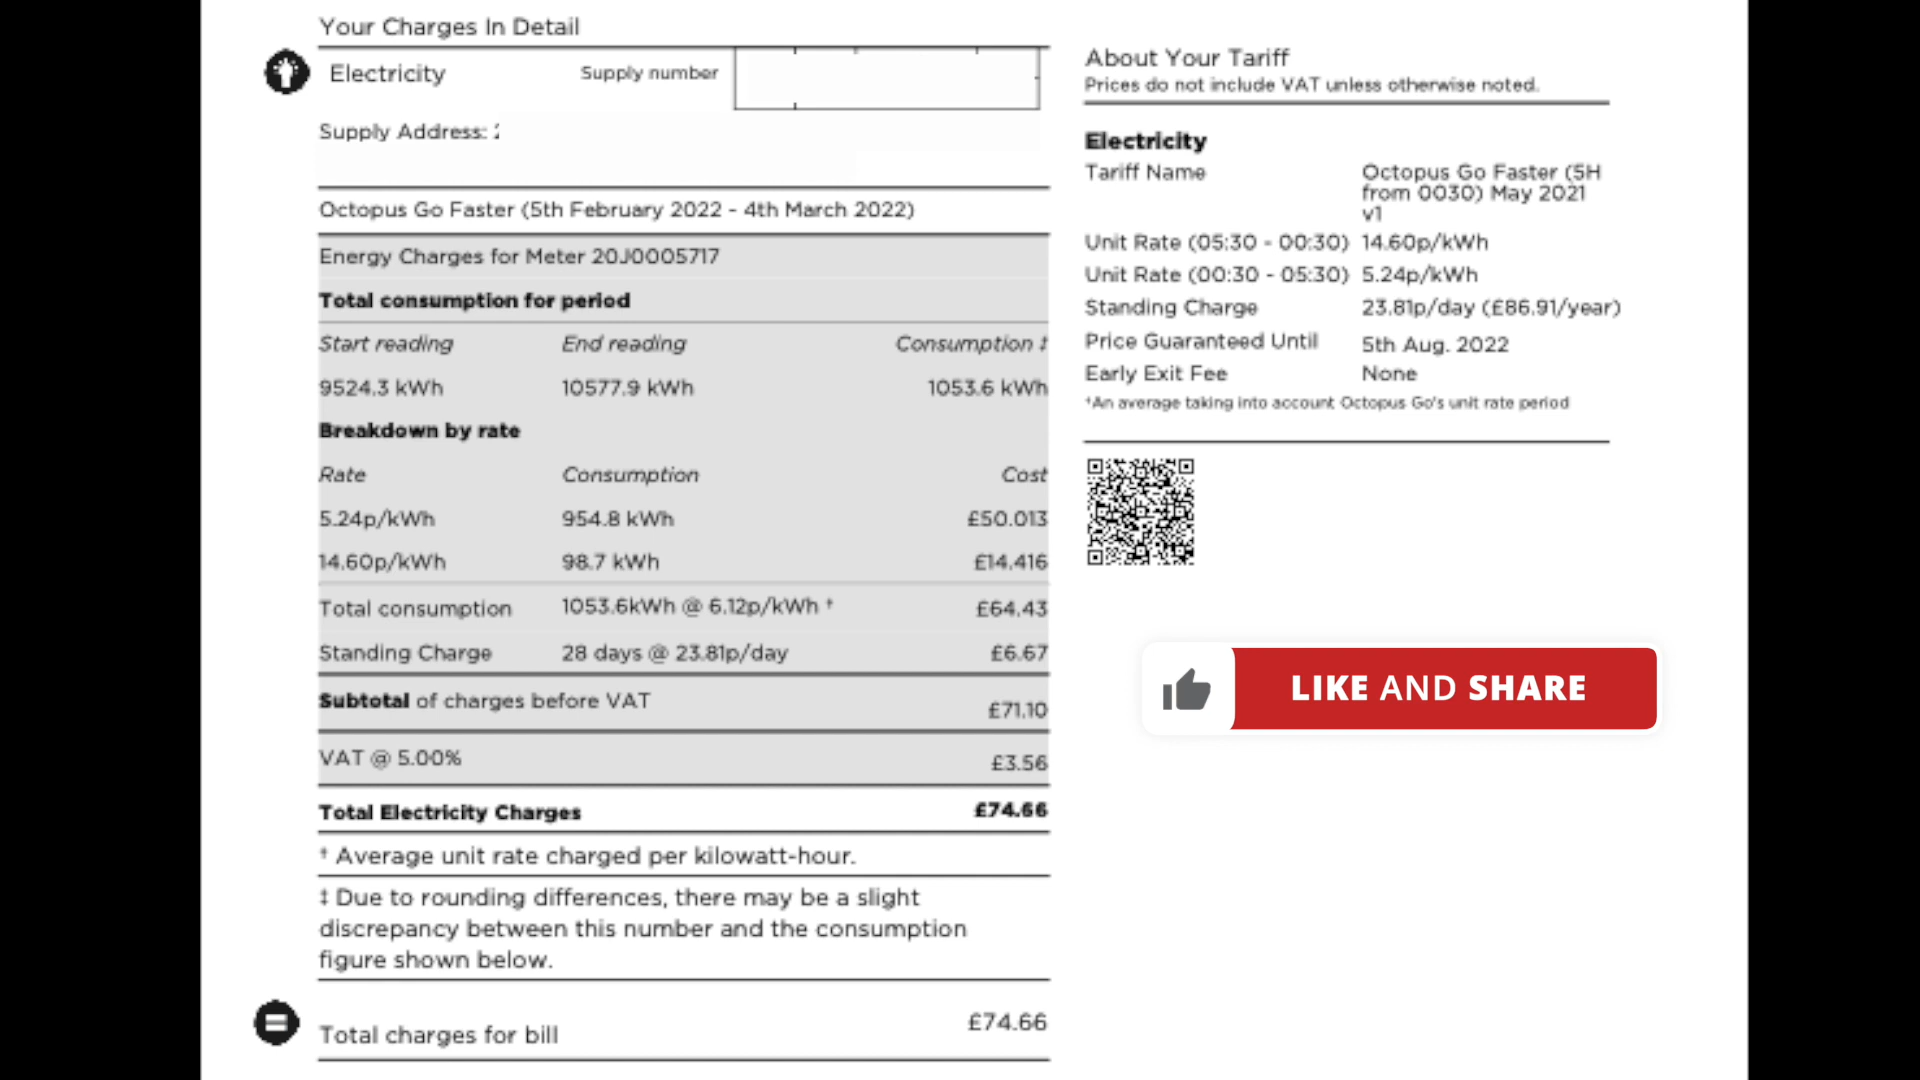 Your Charges In Detail
Electricity Supply number
Supply Address:
Octopus Go Faster (5th February 2022 - 4th March 2022)
Energy Charges for Meter 20J0005717
Total consumption for period
Start reading End reading Consumption ‡
9524.3 kWh 10577.9 kWh 1053.6 kWh
Breakdown by rate
Rate Consumption Cost
5.24p/kWh 954.8 kWh £50.013
14.60p/kWh 98.7 kWh £14.416
Total consumption 1053.6kWh @ 6.12p/kWh † £64.43
Standing Charge 28 days @ 23.81p/day £6.67
Subtotal of charges before VAT £71.10
VAT @ 5.00% £3.56
Total Electricity Charges £74.66
† Average unit rate charged per kilowatt-hour.
‡ Due to rounding differences, there may be a slight
discrepancy between this number and the consumption
figure shown below.
Total charges for bill £74.66
About Your Tariff
Prices do not include VAT unless otherwise noted.
Electricity
Tariff Name Octopus Go Faster (5H
from 0030) May 2021
v1
Unit Rate (05:30 - 00:30) 14.60p/kWh
Unit Rate (00:30 - 05:30) 5.24p/kWh
Standing Charge 23.81p/day (£86.91/year)
Price Guaranteed Until 5th Aug. 2022
Early Exit Fee None
†An average taking into account Octopus Go's unit rate period
LIKE AND SHARE